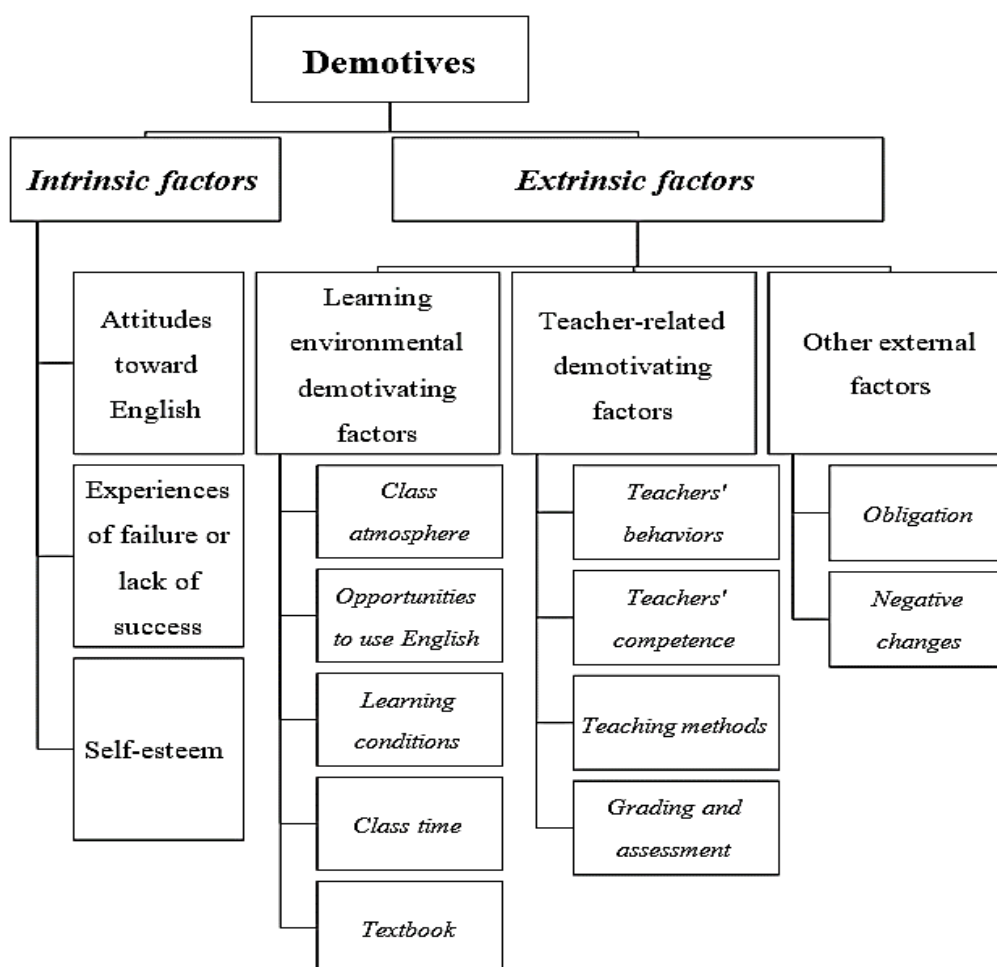 Demotives
Intrinsic factors
Extrinsic factors
Attitudes
toward
English
Experiences
of failure or
lack of
success
Self-esteem
Learning
environmental
demotivating
factors
Class
atmosphere
Opportunities
to use English
Learning
conditions
Class time
Textbook
Teacher-related
demotivating
factors
Teachers'
behaviors
Teachers'
competence
Teaching methods
Grading and
assessment
Other external
factors
Obligation
Negative
changes